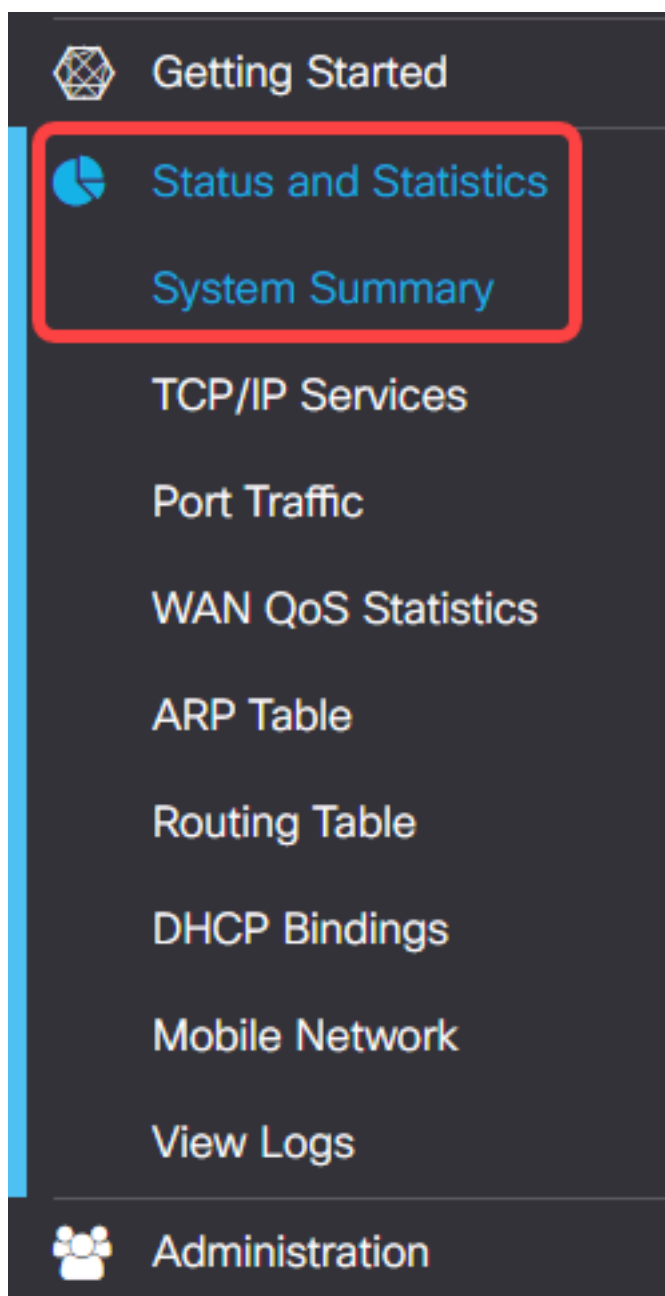 Getting Started
Status and Statistics
System Summary
TCP/IP Services
Port Traffic
WAN QoS Statistics
ARP Table
Routing Table
DHCP Bindings
Mobile Network
View Logs
Administration